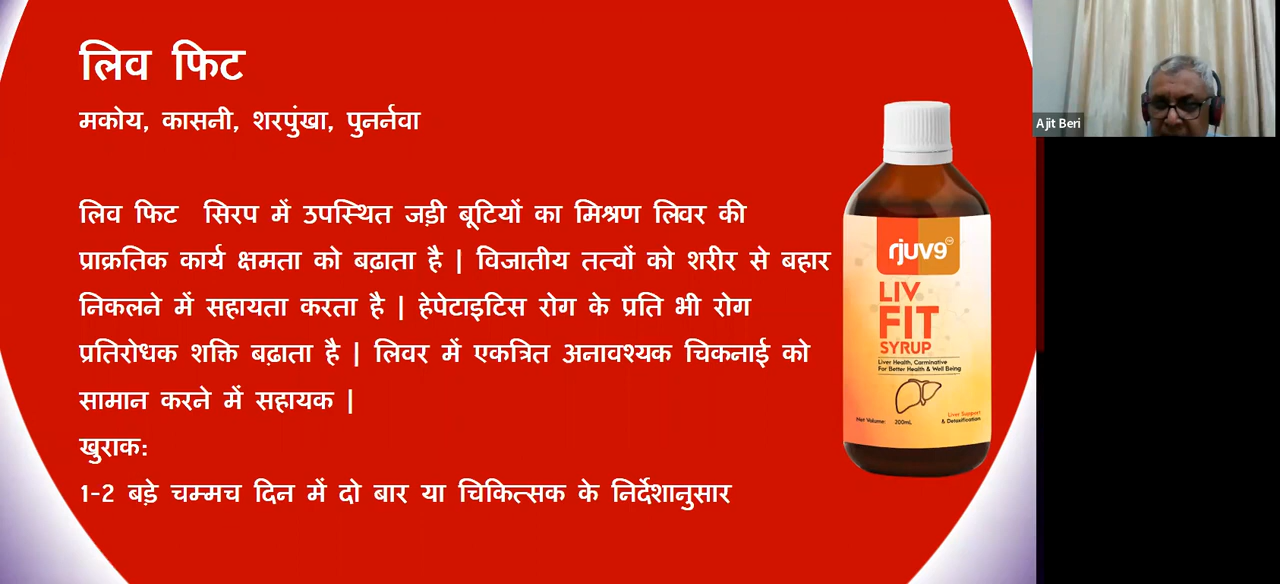 लिव फिट
मकोय, कासनी, शरपुंखा, पुनर्नवा
लिव फिट सिरप में उपस्थित जड़ी बूटियों का मिश्रण लिवर की
प्राक्रतिक कार्य क्षमता को बढ़ाता है | विजातीय तत्वों को शरीर से बहार
निकलने में सहायता करता है | हेपेटाइटिस रोग के प्रति भी रोग
प्रतिरोधक शक्ति बढ़ाता है | लिवर में एकत्रित अनावश्यक चिकनाई को
सामान करने में सहायक |
खुराक:
1-2 बड़े चम्मच दिन में दो बार या चिकित्सक के निर्देशानुसार
rjuv9
LIV
FIT
SYRUP
Liver Health, Carminative
For Better Health & Well Being
Liver Support
& Detoxification
Net Volume: 200mL
Ajit Beri